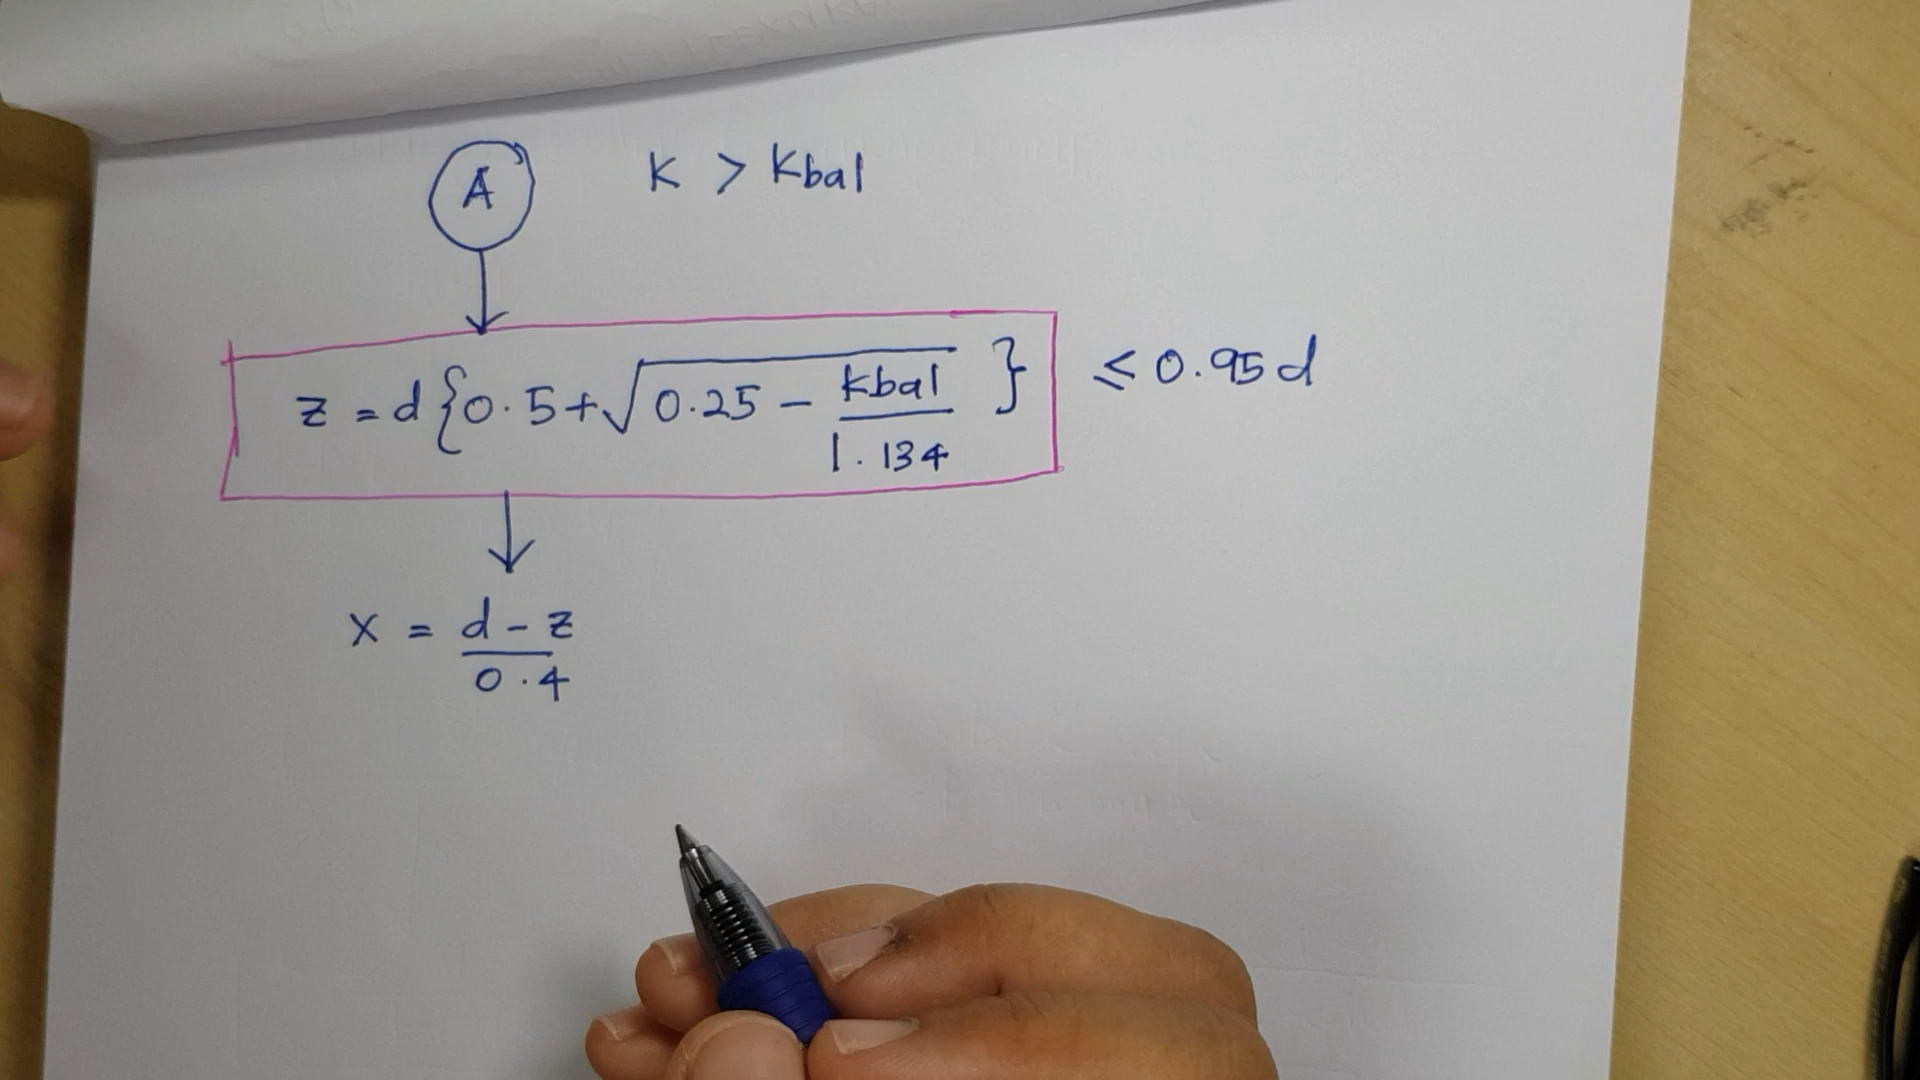 A K > Kbal
z = d{0.5+√0.25 - kbal/1.134} ≤ 0.95d
x = d - z/0.4